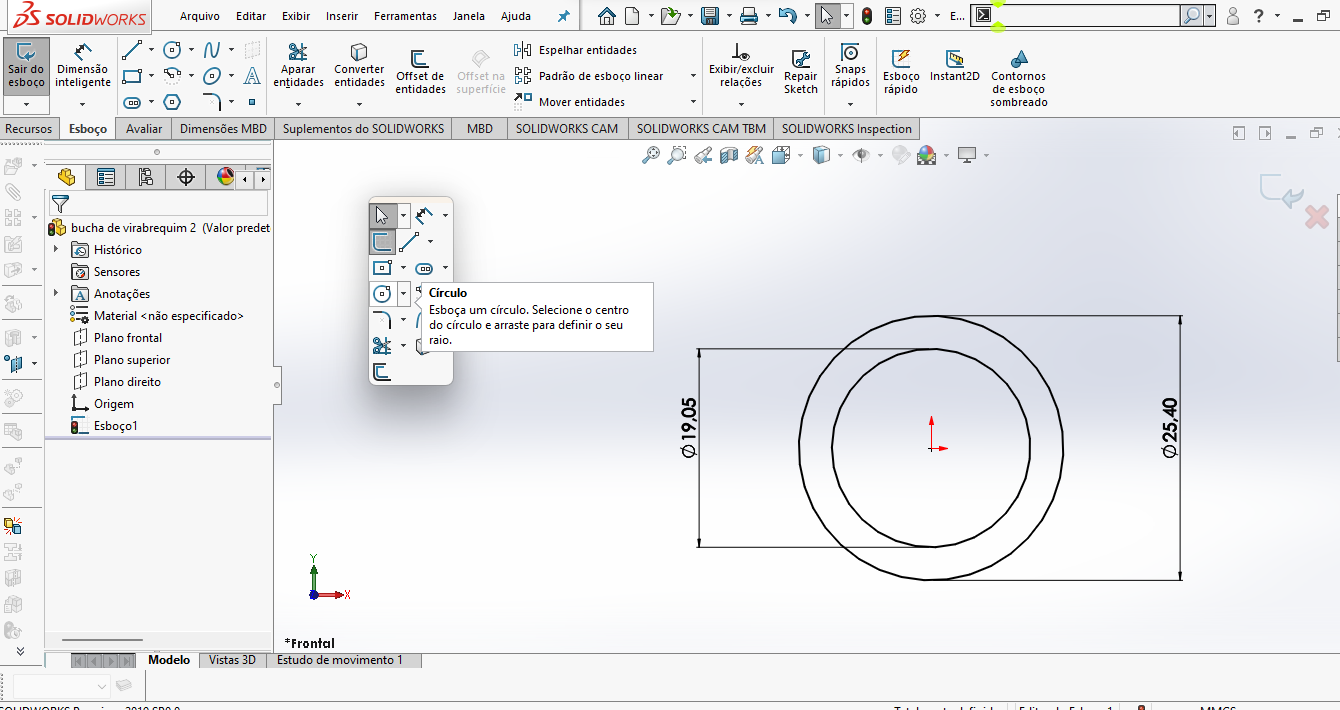 SOLIDWORKS
Arquivo Editar Exibir Inserir Ferramentas Janela Ajuda
E... ?
Sair do esboço
Dimensão inteligente
Aparar entidades
Converter entidades
Offset de entidades
Offset na superfície
Espelhar entidades
Padrão de esboço linear
Mover entidades
Exibir/excluir relações
Repair Sketch
Snaps rápidos
Esboço rápido
Instant2D
Contornos de esboço sombreado
Recursos Esboço Avaliar Dimensões MBD Suplementos do SOLIDWORKS MBD SOLIDWORKS CAM SOLIDWORKS CAM TBM SOLIDWORKS Inspection
bucha de virabrequim 2 (Valor predet
Histórico
Sensores
Anotações
Material <não especificado>
Plano frontal
Plano superior
Plano direito
Origem
Esboço1
Círculo
Esboça um círculo. Selecione o centro
do círculo e arraste para definir o seu
raio.
∅19,05
∅25,40
Y
X
*Frontal
Modelo Vistas 3D Estudo de movimento 1